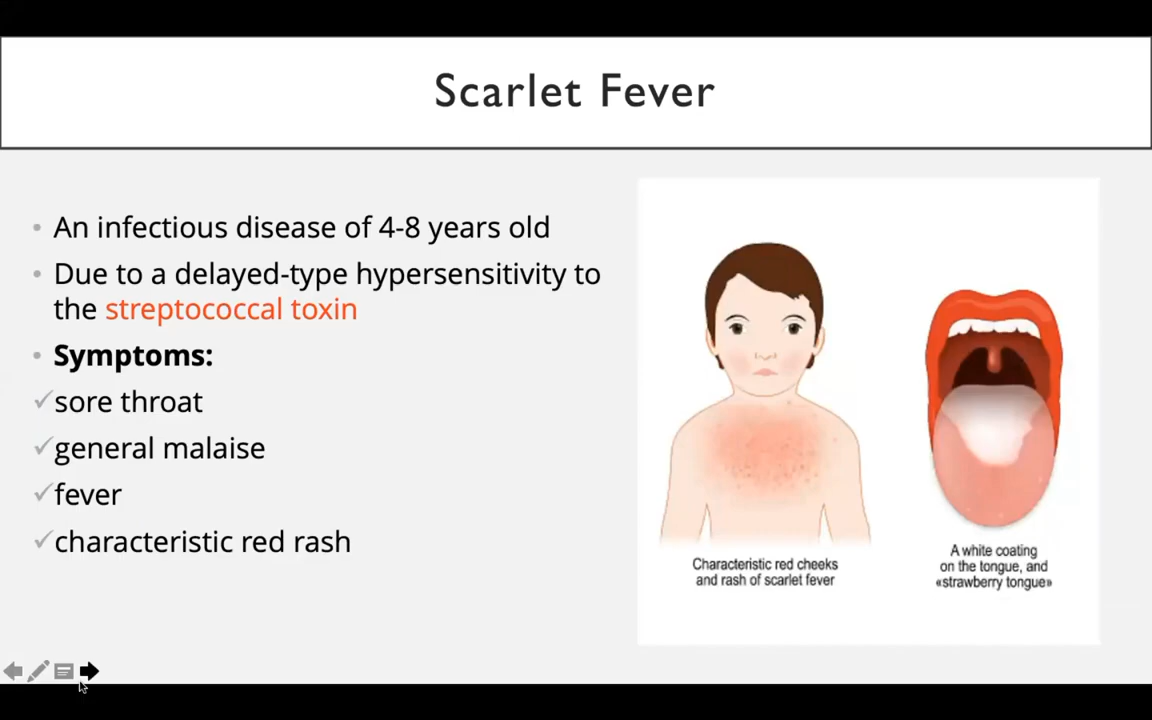 Scarlet Fever
• An infectious disease of 4-8 years old
• Due to a delayed-type hypersensitivity to
the streptococcal toxin
• Symptoms:
✓sore throat
✓general malaise
✓fever
✓characteristic red rash
Characteristic red cheeks
and rash of scarlet fever
A white coating
on the tongue, and
«strawberry tongue»